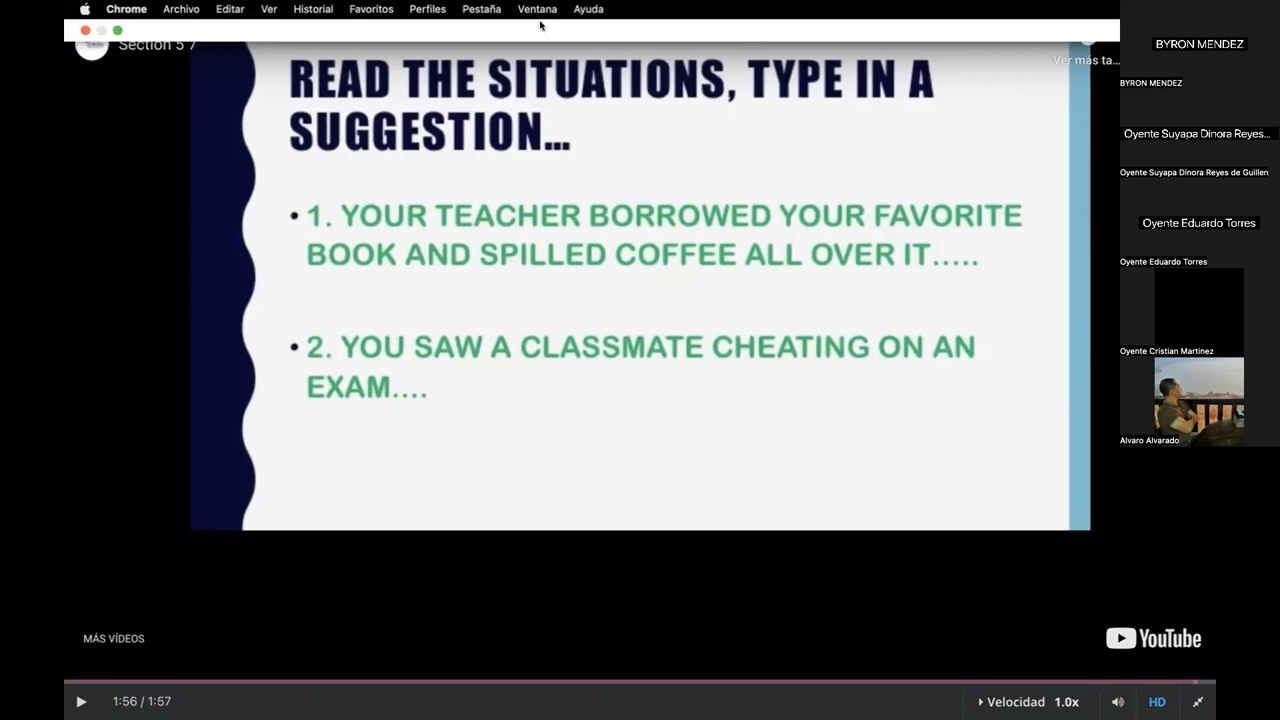 Chrome Archivo Editar Ver Historial Favoritos Perfiles Pestaña Ventana Ayuda
Section 5 7
Ver más ta...
READ THE SITUATIONS, TYPE IN A
SUGGESTION...
• 1. YOUR TEACHER BORROWED YOUR FAVORITE
BOOK AND SPILLED COFFEE ALL OVER IT.....
• 2. YOU SAW A CLASSMATE CHEATING ON AN
EXAM....
MÁS VÍDEOS
YouTube
1:56 / 1:57
Velocidad 1.0x
HD
BYRON MENDEZ
BYRON MENDEZ
Oyente Suyapa Dinora Reyes...
Oyente Suyapa Dinora Reyes de Guillen
Oyente Eduardo Torres
Oyente Eduardo Torres
Oyente Cristian Martinez
Alvaro Alvarado